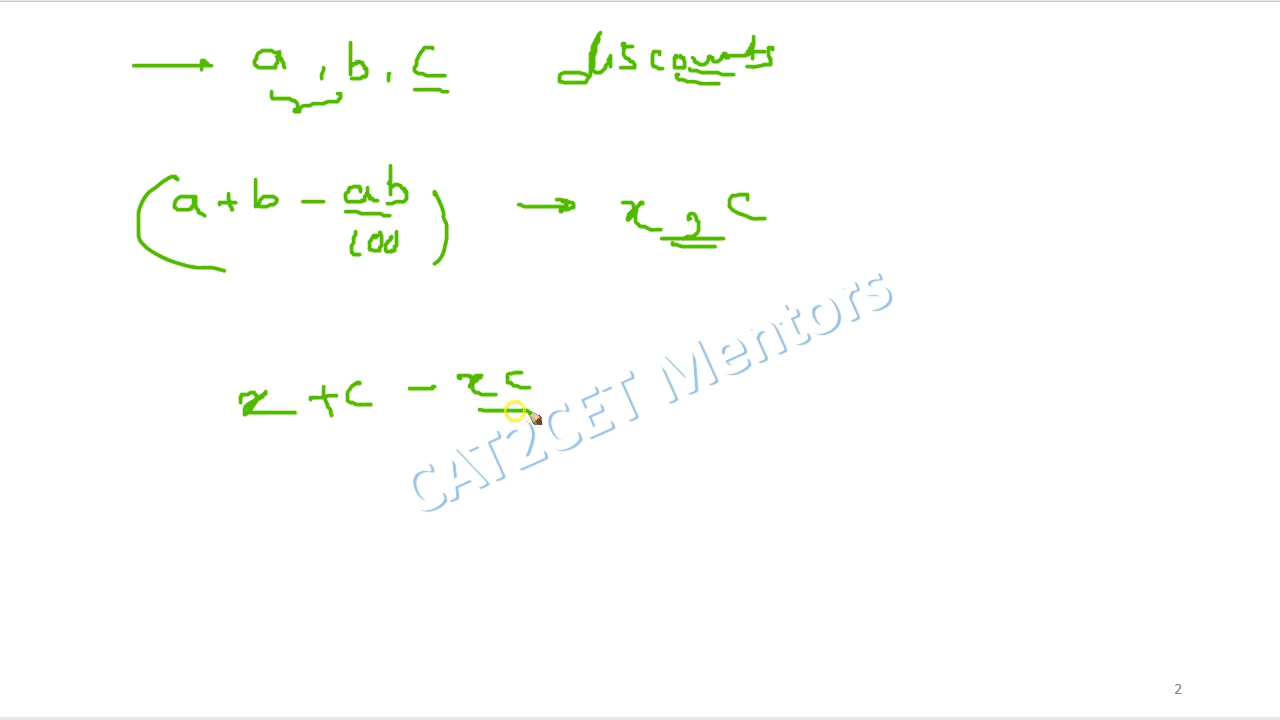 → a, b, c discounts
(a + b - ab/100) → x, c
x + c - xc
CAT2CET Mentors
2